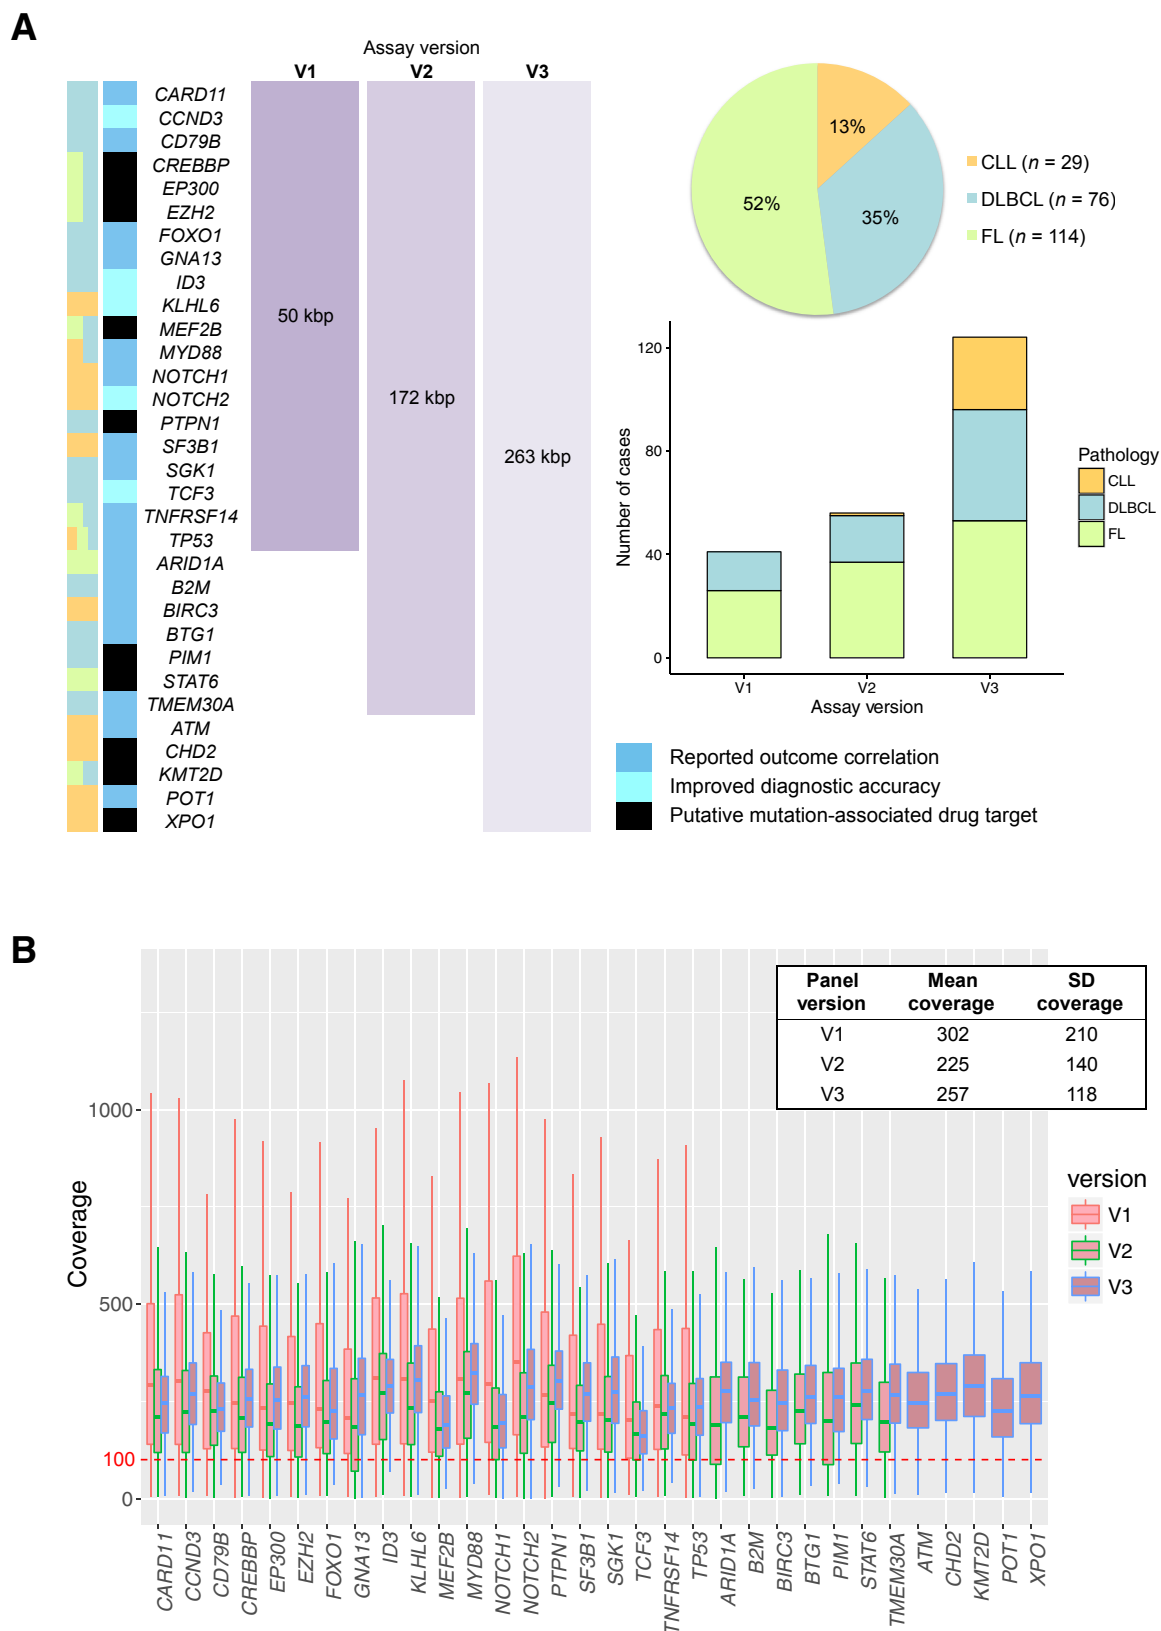 A
Assay version
V1 V2 V3
CARD11
CCND3
CD79B
CREBBP
EP300
EZH2
FOXO1
GNA13
ID3
KLHL6
MEF2B
MYD88
NOTCH1
NOTCH2
PTPN1
SF3B1
SGK1
TCF3
TNFRSF14
TP53
ARID1A
B2M
BIRC3
BTG1
PIM1
STAT6
TMEM30A
ATM
CHD2
KMT2D
POT1
XPO1
50 kbp
172 kbp
263 kbp
13%
52%
35%
CLL (n = 29)
DLBCL (n = 76)
FL (n = 114)
Number of cases
120
80
40
0
V1 V2 V3
Assay version
Pathology
CLL
DLBCL
FL
Reported outcome correlation
Improved diagnostic accuracy
Putative mutation-associated drug target
B
Panel version Mean coverage SD coverage
V1 302 210
V2 225 140
V3 257 118
Coverage
1000
500
100
0
version
V1
V2
V3
CARD11
CCND3
CD79B
CREBBP
EP300
EZH2
FOXO1
GNA13
ID3
KLHL6
MEF2B
MYD88
NOTCH1
NOTCH2
PTPN1
SF3B1
SGK1
TCF3
TNFRSF14
TP53
ARID1A
B2M
BIRC3
BTG1
PIM1
STAT6
TMEM30A
ATM
CHD2
KMT2D
POT1
XPO1